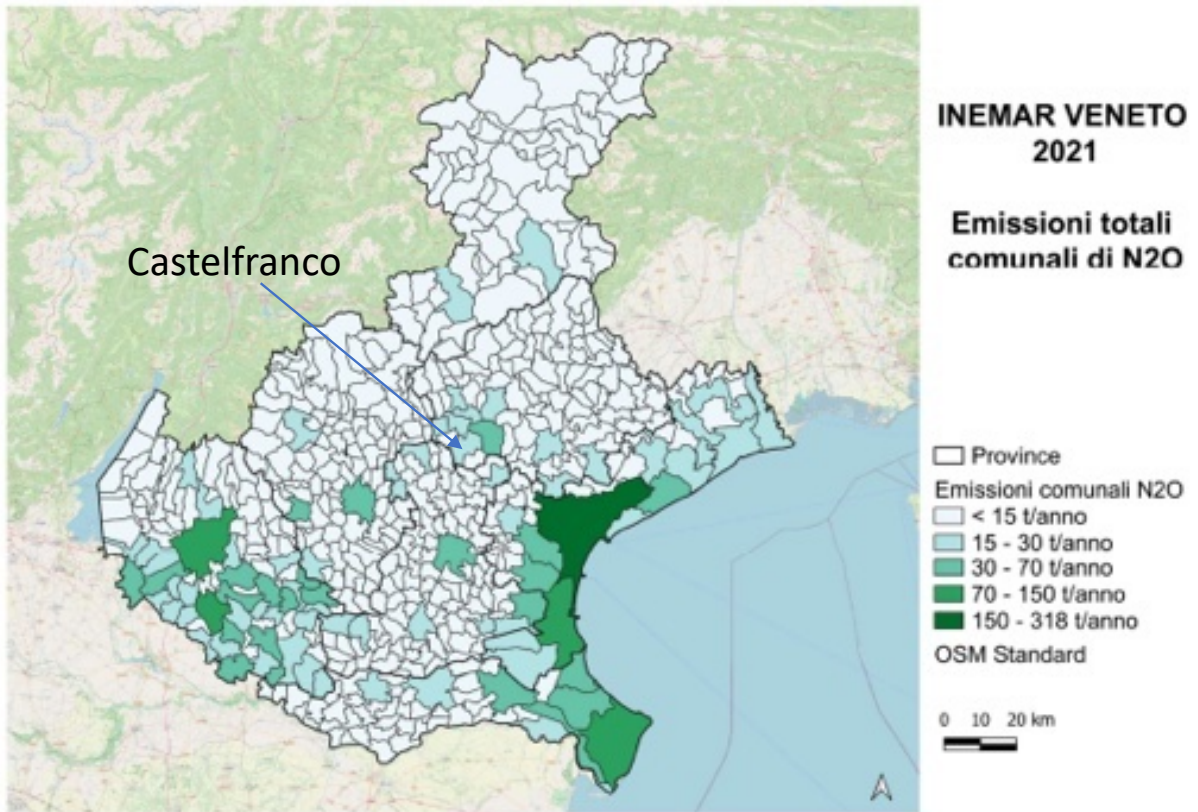 Castelfranco
INEMAR VENETO
2021
Emissioni totali
comunali di N2O
Province
Emissioni comunali N2O
< 15 t/anno
15 - 30 t/anno
30 - 70 t/anno
70 - 150 t/anno
150 - 318 t/anno
OSM Standard
0 10 20 km